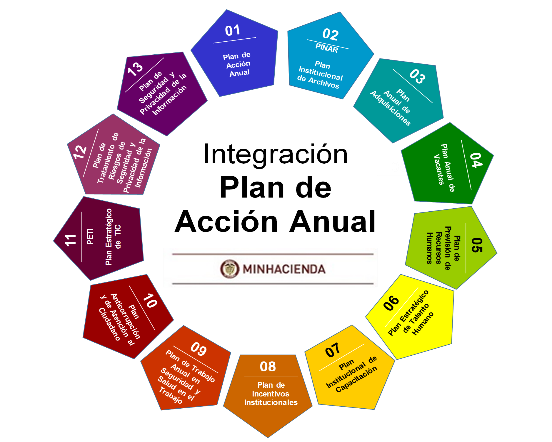 01
Plan de
Acción
Anual
02
PINAR
Plan
Institucional
de Archivos
03
Plan
Anual de
Adquisiciones
04
Plan Anual de
Vacantes
05
Plan de
Previsión de
Recursos
Humanos
06
Plan Estratégico
de Talento
Humano
07
Plan
Institucional de
Capacitación
08
Plan de
Incentivos
Institucionales
09
Plan de Trabajo
Anual en
Seguridad y
Salud en el
Trabajo
10
Plan
Anticorrupción
y de Atención al
Ciudadano
11
PETI
Plan Estratégico
de TIC
12
Plan de
Tratamiento de
Riesgos de
Seguridad y
Privacidad de la
Información
13
Plan de
Seguridad y
Privacidad de la
Información
Integración
Plan de
Acción Anual
MINHACIENDA